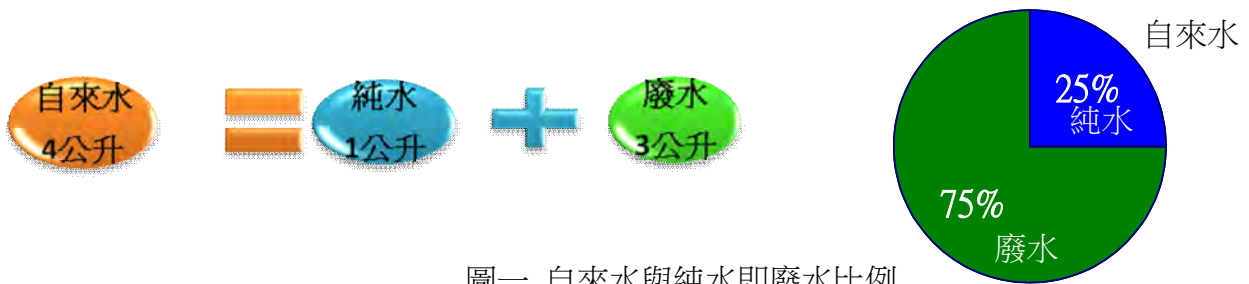 自來水
4公升
純水
1公升
廢水
3公升
自來水
25%
純水
75%
廢水
圖一 自來水與純水即廢水比例